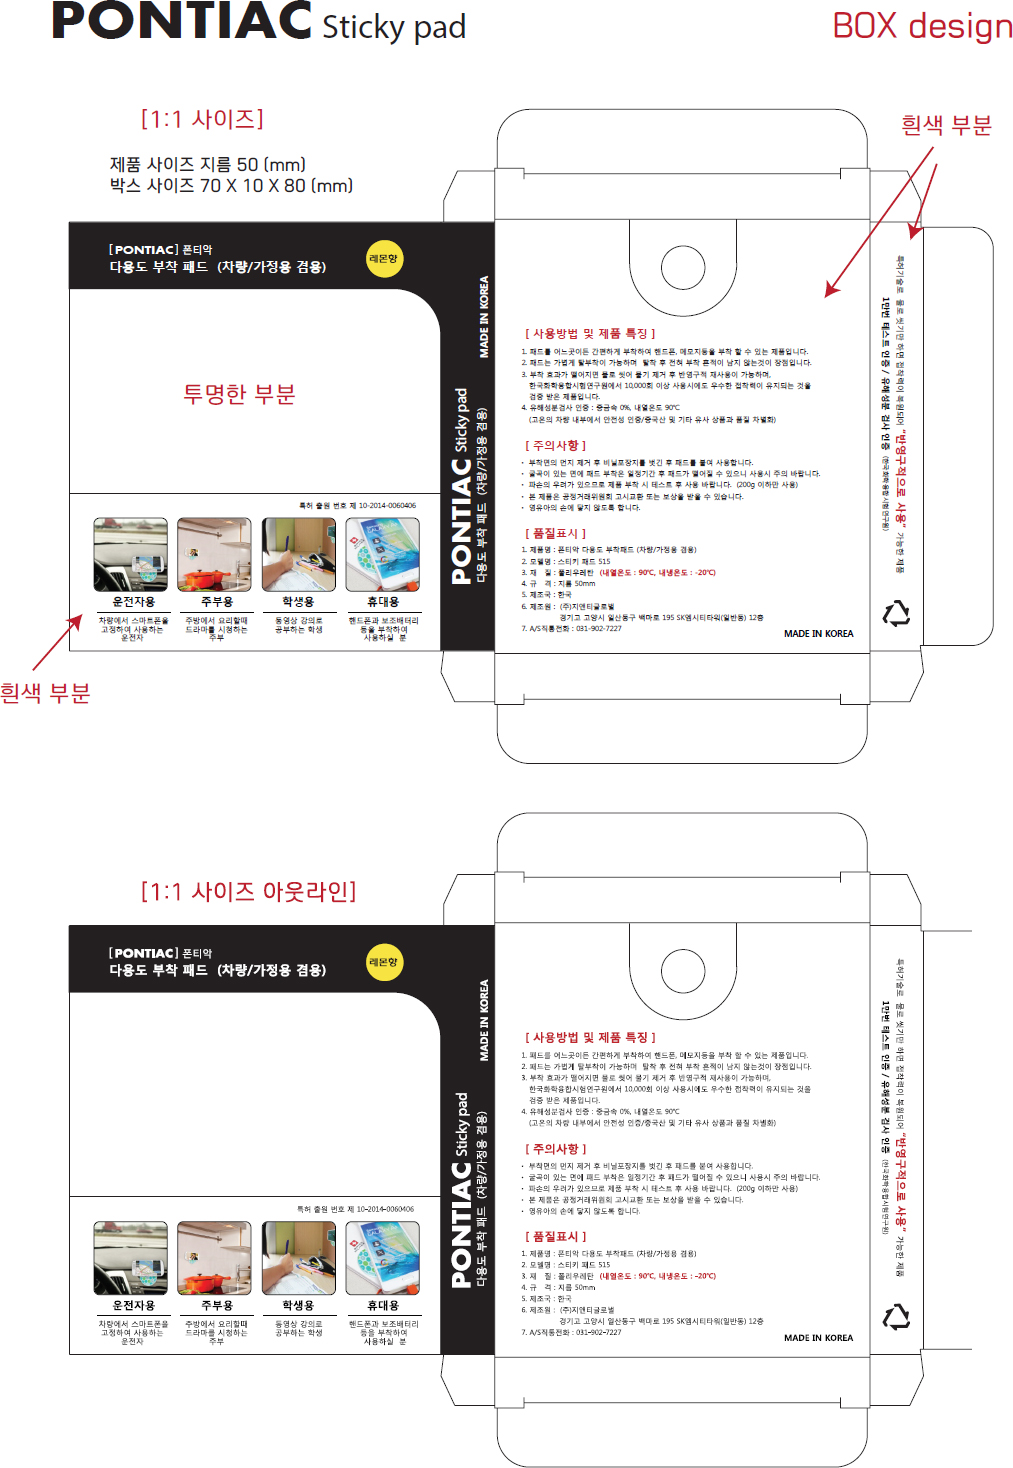 PONTIAC Sticky pad
BOX design
[1:1 사이즈]
흰색 부분
제품 사이즈 지름 50 (mm)
박스 사이즈 70 X 10 X 80 (mm)
[PONTIAC] 폰티악
다용도 부착 패드 (차량/가정용 겸용)
레몬향
MADE IN KOREA
PONTIAC Sticky pad
다용도 부착 패드 (차량/가정용 겸용)
투명한 부분
특허 출원 번호 제 10-2014-0060406
운전자용
주부용
학생용
휴대용
차량에서 스마트폰을
고정하여 사용하는
운전자
주방에서 요리할때
드라마를 시청하는
주부
동영상 강의로
공부하는 학생
핸드폰과 보조배터리
등을 부착하여
사용하실 분
흰색 부분
[ 사용방법 및 제품 특징 ]
1. 패드를 어느곳이든 간편하게 부착하여 핸드폰, 메모지등을 부착 할 수 있는 제품입니다.
2. 패드는 가볍게 탈부착이 가능하며 탈착 후 전혀 부착 흔적이 남지 않는것이 장점입니다.
3. 부착 효과가 떨어지면 물로 씻어 물기 제거 후 반영구적 재사용이 가능하며,
한국화학융합시험연구원에서 10,000회 이상 사용시에도 우수한 접착력이 유지되는 것을
검증 받은 제품입니다.
4. 유해성분검사 인증 : 중금속 0%, 내열온도 90℃
(고온의 차량 내부에서 안전성 인증/중국산 및 기타 유사 상품과 품질 차별화)
[ 주의사항 ]
· 부착면의 먼지 제거 후 비닐포장지를 벗긴 후 패드를 붙여 사용합니다.
· 굴곡이 있는 면에 패드 부착은 일정기간 후 패드가 떨어질 수 있으니 사용시 주의 바랍니다.
· 파손의 우려가 있으므로 제품 부착 시 테스트 후 사용 바랍니다. (200g 이하만 사용)
· 본 제품은 공정거래위원회 고시교환 또는 보상을 받을 수 있습니다.
· 영유아의 손에 닿지 않도록 합니다.
[ 품질표시 ]
1. 제품명 : 폰티악 다용도 부착패드 (차량/가정용 겸용)
2. 모델명 : 스티키 패드 515
3. 재 질 : 폴리우레탄 (내열온도 : 90℃, 내냉온도 : -20℃)
4. 규 격 : 지름 50mm
5. 제조국 : 한국
6. 제조원 : (주)지앤티글로벌
경기고 고양시 일산동구 백마로 195 SK엠시티타워(일반동) 12층
7. A/S직통전화 : 031-902-7227
MADE IN KOREA
특허기술로 물로 씻기만 하면 점착력이 복원되어 "반영구적으로 사용" 가능한 제품
1만번 테스트 인증 / 유해성분 검사 인증 (한국화학융합시험연구원)
[1:1 사이즈 아웃라인]
[PONTIAC] 폰티악
다용도 부착 패드 (차량/가정용 겸용)
레몬향
MADE IN KOREA
PONTIAC Sticky pad
다용도 부착 패드 (차량/가정용 겸용)
특허 출원 번호 제 10-2014-0060406
운전자용
주부용
학생용
휴대용
차량에서 스마트폰을
고정하여 사용하는
운전자
주방에서 요리할때
드라마를 시청하는
주부
동영상 강의로
공부하는 학생
핸드폰과 보조배터리
등을 부착하여
사용하실 분
[ 사용방법 및 제품 특징 ]
1. 패드를 어느곳이든 간편하게 부착하여 핸드폰, 메모지등을 부착 할 수 있는 제품입니다.
2. 패드는 가볍게 탈부착이 가능하며 탈착 후 전혀 부착 흔적이 남지 않는것이 장점입니다.
3. 부착 효과가 떨어지면 물로 씻어 물기 제거 후 반영구적 재사용이 가능하며,
한국화학융합시험연구원에서 10,000회 이상 사용시에도 우수한 접착력이 유지되는 것을
검증 받은 제품입니다.
4. 유해성분검사 인증 : 중금속 0%, 내열온도 90℃
(고온의 차량 내부에서 안전성 인증/중국산 및 기타 유사 상품과 품질 차별화)
[ 주의사항 ]
· 부착면의 먼지 제거 후 비닐포장지를 벗긴 후 패드를 붙여 사용합니다.
· 굴곡이 있는 면에 패드 부착은 일정기간 후 패드가 떨어질 수 있으니 사용시 주의 바랍니다.
· 파손의 우려가 있으므로 제품 부착 시 테스트 후 사용 바랍니다. (200g 이하만 사용)
· 본 제품은 공정거래위원회 고시교환 또는 보상을 받을 수 있습니다.
· 영유아의 손에 닿지 않도록 합니다.
[ 품질표시 ]
1. 제품명 : 폰티악 다용도 부착패드 (차량/가정용 겸용)
2. 모델명 : 스티키 패드 515
3. 재 질 : 폴리우레탄 (내열온도 : 90℃, 내냉온도 : -20℃)
4. 규 격 : 지름 50mm
5. 제조국 : 한국
6. 제조원 : (주)지앤티글로벌
경기고 고양시 일산동구 백마로 195 SK엠시티타워(일반동) 12층
7. A/S직통전화 : 031-902-7227
MADE IN KOREA
특허기술로 물로 씻기만 하면 점착력이 복원되어 "반영구적으로 사용" 가능한 제품
1만번 테스트 인증 / 유해성분 검사 인증 (한국화학융합시험연구원)